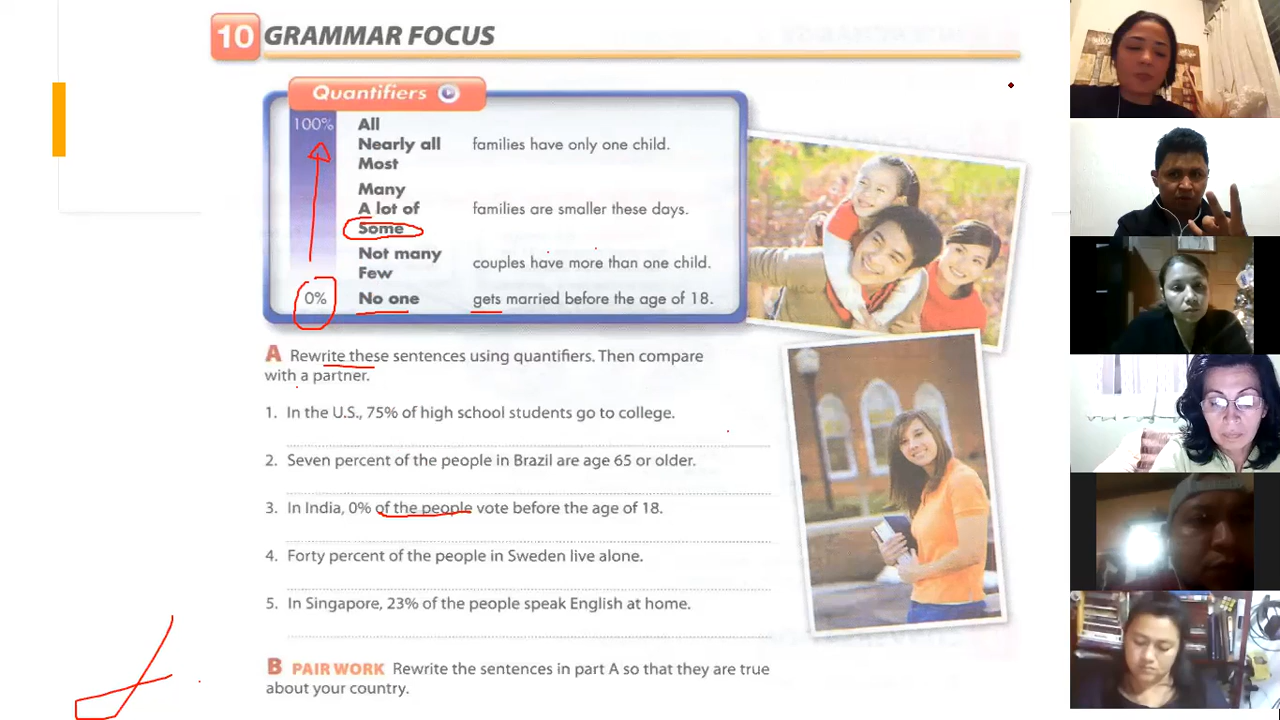 10 GRAMMAR FOCUS
Quantifiers
100% All
Nearly all families have only one child.
Most
Many
A lot of families are smaller these days.
Some
Not many
couples have more than one child.
Few
0% No one gets married before the age of 18.
A Rewrite these sentences using quantifiers. Then compare
with a partner.
1. In the U.S., 75% of high school students go to college.
2. Seven percent of the people in Brazil are age 65 or older.
3. In India, 0% of the people vote before the age of 18.
4. Forty percent of the people in Sweden live alone.
5. In Singapore, 23% of the people speak English at home.
B PAIR WORK Rewrite the sentences in part A so that they are true
about your country.